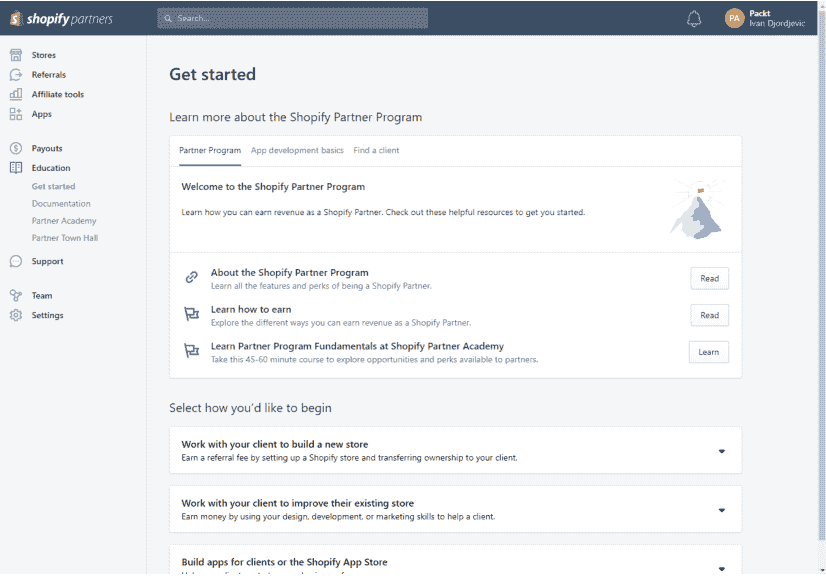 shopify partners
Search...
PA
Packt
Ivan Djordjevic
Stores
Referrals
Affiliate tools
Apps
Payouts
Education
Get started
Documentation
Partner Academy
Partner Town Hall
Support
Team
Settings
Get started
Learn more about the Shopify Partner Program
Partner Program App development basics Find a client
Welcome to the Shopify Partner Program
Learn how you can earn revenue as a Shopify Partner. Check out these helpful resources to get you started.
About the Shopify Partner Program
Learn all the features and perks of being a Shopify Partner.
Read
Learn how to earn
Explore the different ways you can earn revenue as a Shopify Partner.
Read
Learn Partner Program Fundamentals at Shopify Partner Academy
Take this 45-60 minute course to explore opportunities and perks available to partners.
Learn
Select how you'd like to begin
Work with your client to build a new store
Earn a referral fee by setting up a Shopify store and transferring ownership to your client.
Work with your client to improve their existing store
Earn money by using your design, development, or marketing skills to help a client.
Build apps for clients or the Shopify App Store